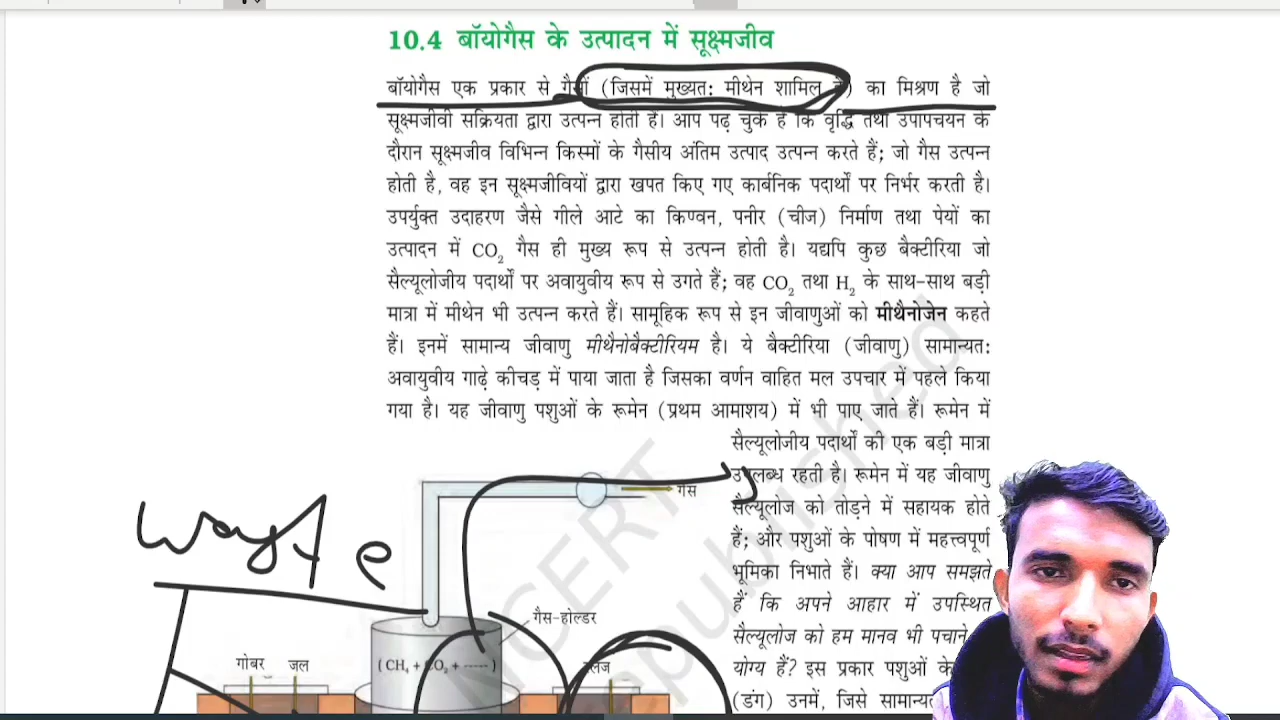 10.4 बॉयोगैस के उत्पादन में सूक्ष्मजीव
बॉयोगैस एक प्रकार से गैसों (जिसमें मुख्यत: मीथेन शामिल है) का मिश्रण है जो
सूक्ष्मजीवी सक्रियता द्वारा उत्पन्न होती हैं। आप पढ़ चुके हैं कि वृद्धि तथा उपापचयन के
दौरान सूक्ष्मजीव विभिन्न किस्मों के गैसीय अंतिम उत्पाद उत्पन्न करते हैं; जो गैस उत्पन्न
होती है, वह इन सूक्ष्मजीवियों द्वारा खपत किए गए कार्बनिक पदार्थों पर निर्भर करती है।
उपर्युक्त उदाहरण जैसे गीले आटे का किण्वन, पनीर (चीज) निर्माण तथा पेयों का
उत्पादन में CO₂ गैस ही मुख्य रूप से उत्पन्न होती है। यद्यपि कुछ बैक्टीरिया जो
सैल्यूलोजीय पदार्थों पर अवायुवीय रूप से उगते हैं; वह CO₂ तथा H₂ के साथ-साथ बड़ी
मात्रा में मीथेन भी उत्पन्न करते हैं। सामूहिक रूप से इन जीवाणुओं को मीथैनोजेन कहते
हैं। इनमें सामान्य जीवाणु मीथैनोबैक्टीरियम है। ये बैक्टीरिया (जीवाणु) सामान्यत:
अवायुवीय गाढ़े कीचड़ में पाया जाता है जिसका वर्णन वाहित मल उपचार में पहले किया
गया है। यह जीवाणु पशुओं के रूमेन (प्रथम आमाशय) में भी पाए जाते हैं। रूमेन में
सैल्यूलोजीय पदार्थों की एक बड़ी मात्रा
उपलब्ध रहती है। रूमेन में यह जीवाणु
सैल्यूलोज को तोड़ने में सहायक होते
हैं; और पशुओं के पोषण में महत्त्वपूर्ण
भूमिका निभाते हैं। क्या आप समझते
हैं कि अपने आहार में उपस्थित
सैल्यूलोज को हम मानव भी पचाने
योग्य हैं? इस प्रकार पशुओं के
(डंग) उनमें, जिसे
गैस
waste
गैस-होल्डर
गोबर जल
(CH₄ + CO₂ + -----)
NCERT
republished